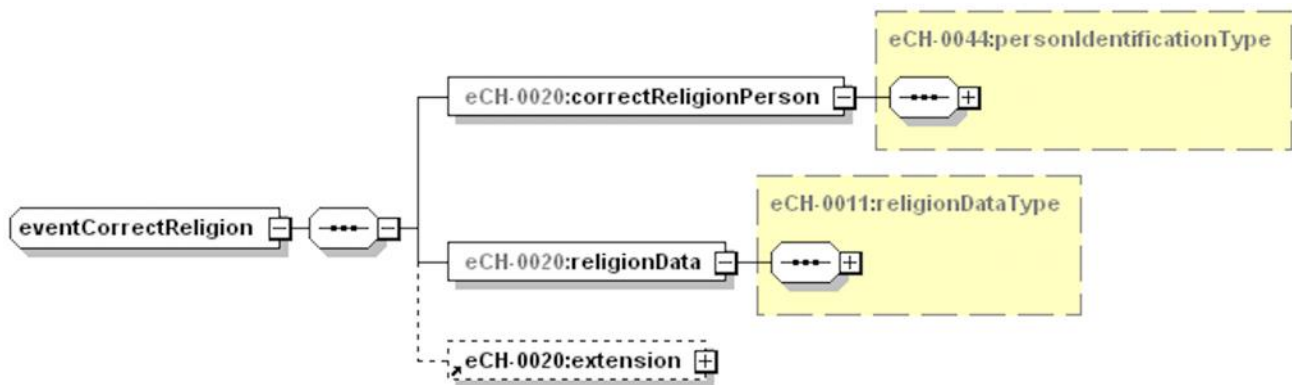 eCH-0044:personIdentificationType
eCH-0020:correctReligionPerson
eventCorrectReligion
eCH-0011:religionDataType
eCH-0020:religionData
eCH-0020:extension